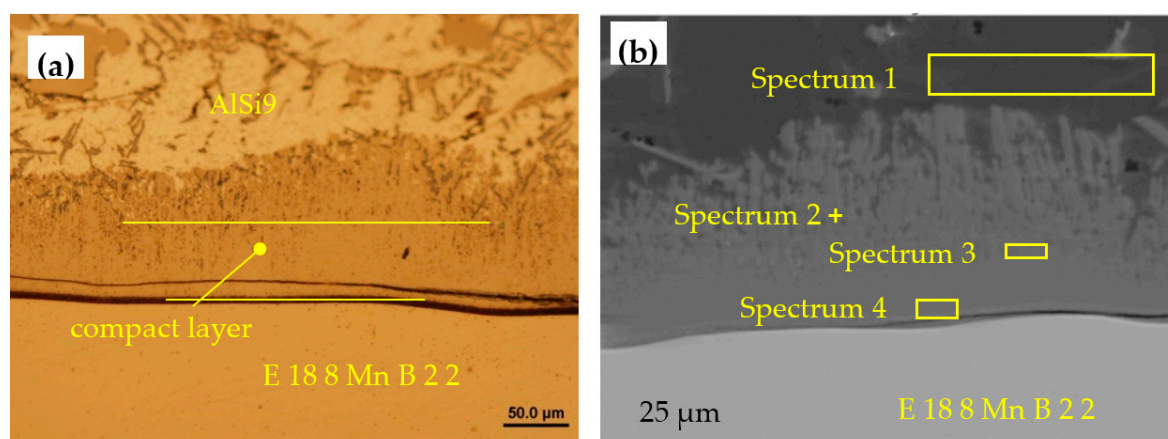 (a)
AlSi9
compact layer
E 18 8 Mn B 2 2
50.0 µm
(b)
Spectrum 1
Spectrum 2 +
Spectrum 3
Spectrum 4
25 µm
E 18 8 Mn B 2 2